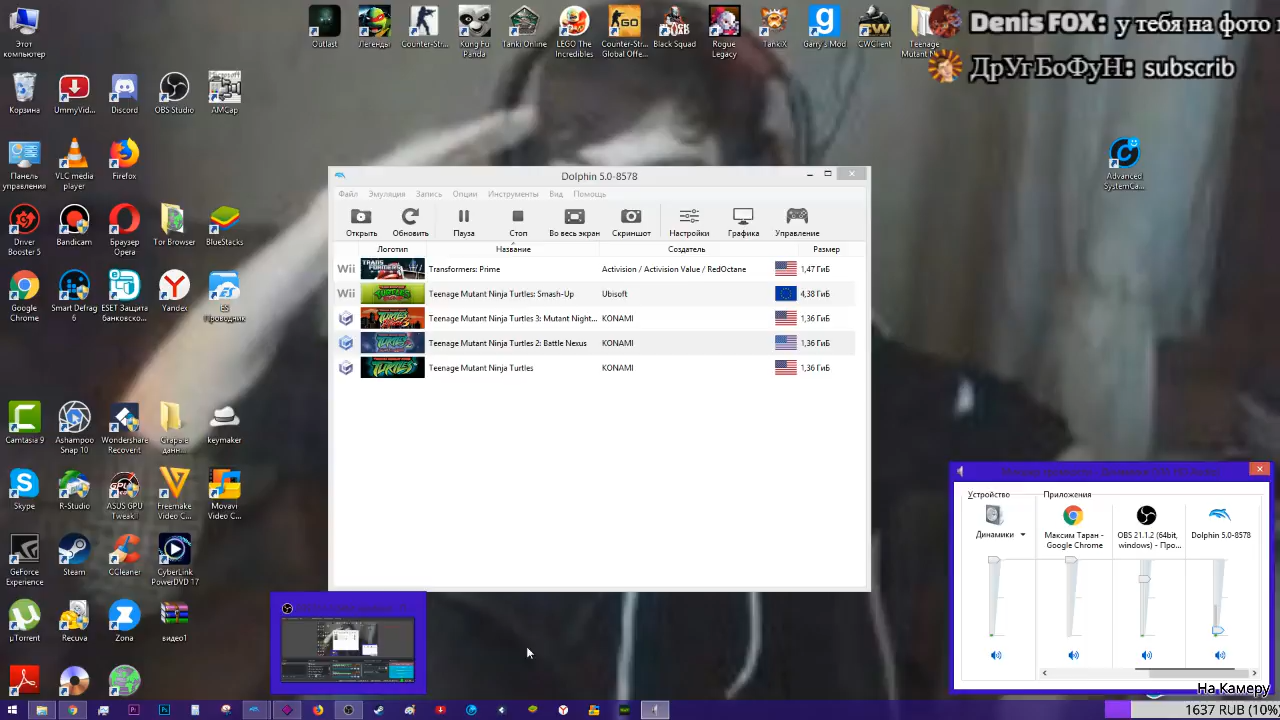 Этот
компьютер
Outlast
Легенды
Counter-Str...
Kung Fu
Panda
Tanki Online
LEGO The
Incredibles
Counter-Str...
Global Offe...
Black Squad
Rogue
Legacy
TankiX
Garry's Mod
CWClient
Teenage
Mutant N
Denis FOX: у тебя на фото
ДрУгБоФуН: subscrib
Корзина
UmmyVid...
Discord
OBS Studio
AMCap
Панель
управления
VLC media
player
Firefox
Advanced
SystemCa...
Driver
Booster 5
Bandicam
Браузер
Opera
Tor Browser
BlueStacks
Google
Chrome
Smart Defrag
6
ESET Защита
банковско...
Yandex
ES
Проводник
Camtasia 9
Ashampoo
Snap 10
Wondershare
Recoverit
Старые
данн...
keymaker
Skype
R-Studio
ASUS GPU
Tweak
Freemake
Video C...
Movavi
Video C...
GeForce
Experience
Steam
CCleaner
CyberLink
PowerDVD 17
µTorrent
Recuva
Zona
видео1
Dolphin 5.0-8578
Файл Эмуляция Запись Опции Инструменты Вид Помощь
Открыть Обновить Пауза Стоп Во весь экран Скриншот Настройки Графика Управление
Логотип Название Создатель Размер
Wii Transformers: Prime Activision / Activision Value / RedOctane 1,47 ГиБ
Wii Teenage Mutant Ninja Turtles: Smash-Up Ubisoft 4,38 ГиБ
Teenage Mutant Ninja Turtles 3: Mutant Night... KONAMI 1,36 ГиБ
Teenage Mutant Ninja Turtles 2: Battle Nexus KONAMI 1,36 ГиБ
Teenage Mutant Ninja Turtles KONAMI 1,36 ГиБ
Устройство Приложения
Динамики
Максим Таран -
Google Chrome
OBS 21.1.2 (64bit,
windows) - Про...
Dolphin 5.0-8578
На Камеру
1637 RUB (10%)